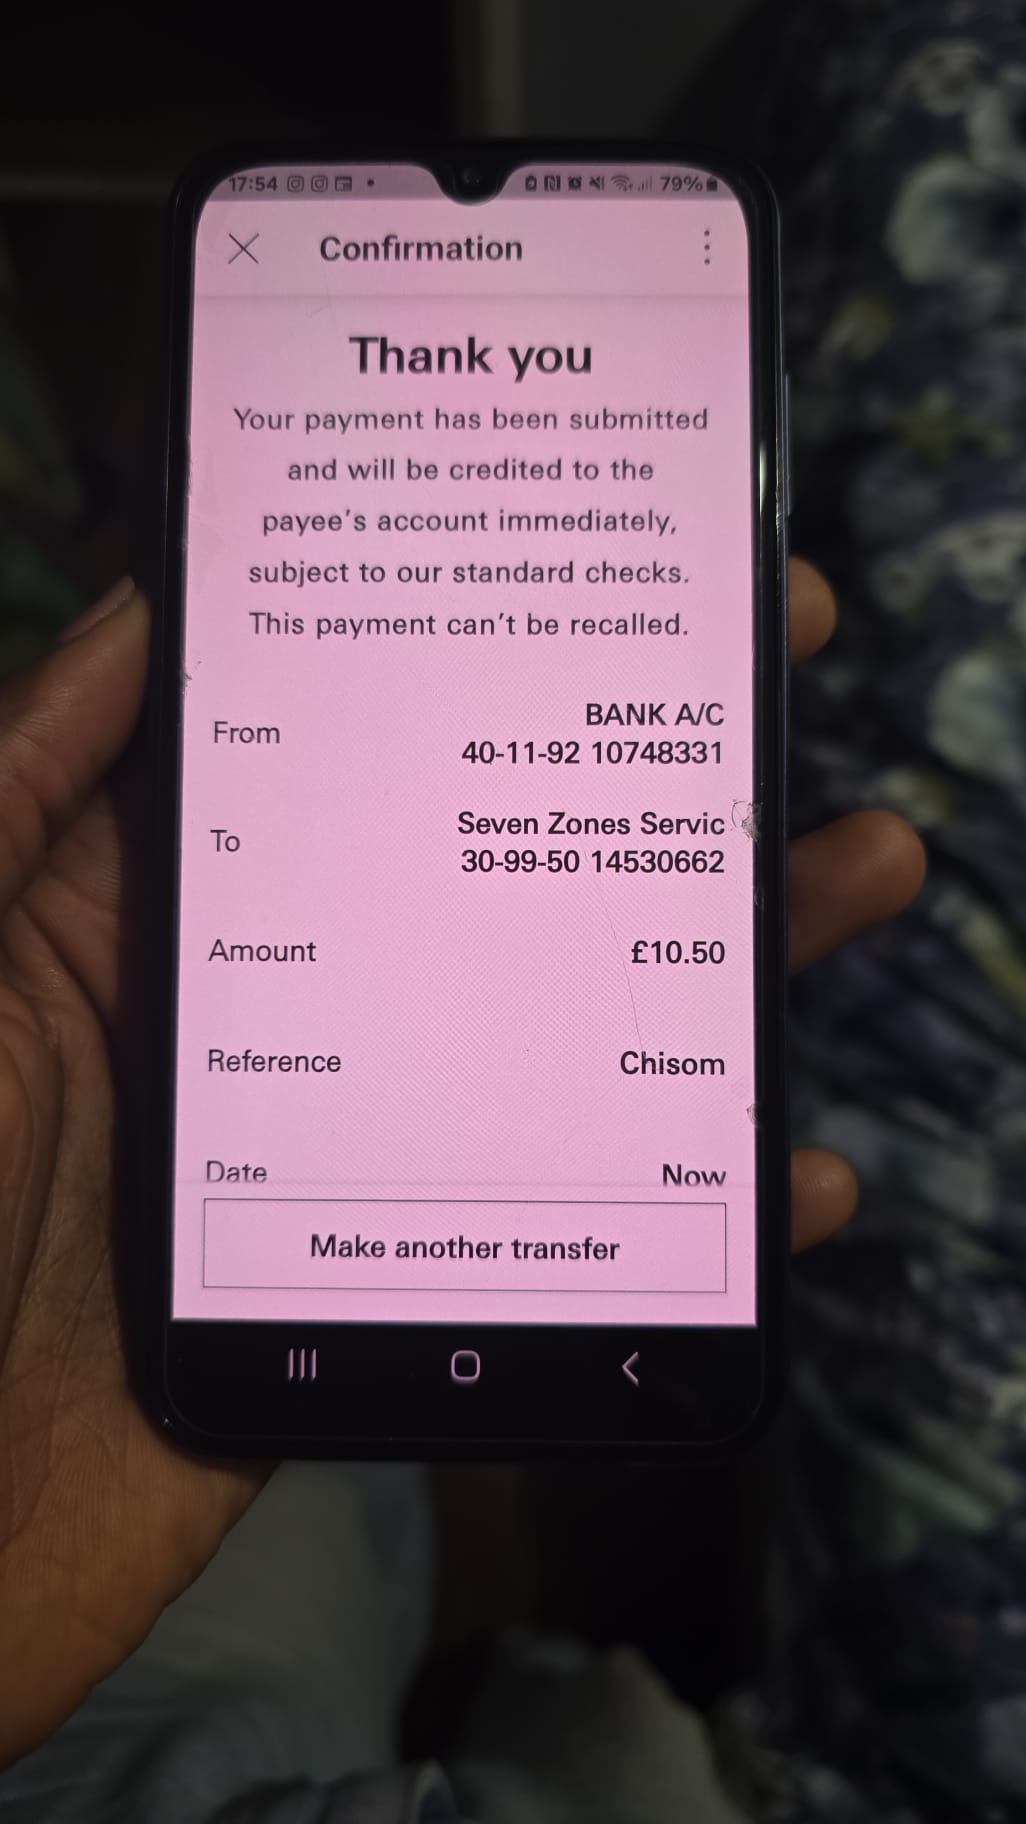 17:54
79%
Confirmation
Thank you
Your payment has been submitted
and will be credited to the
payee's account immediately,
subject to our standard checks.
This payment can't be recalled.
From
BANK A/C
40-11-92 10748331
To
Seven Zones Servic
30-99-50 14530662
Amount
£10.50
Reference
Chisom
Date
Now
Make another transfer